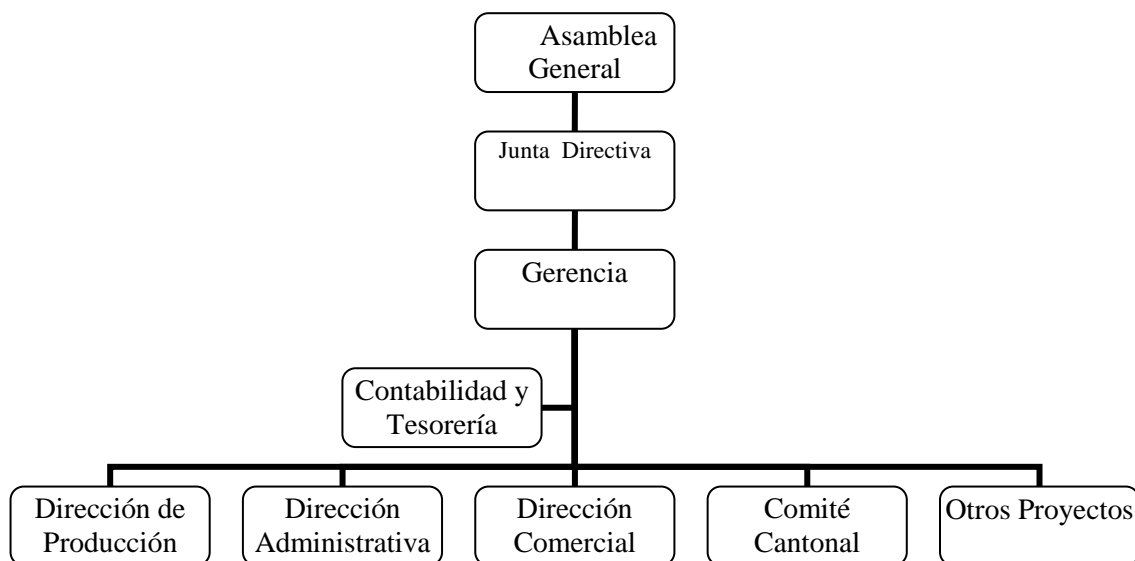 Asamblea
General
Junta Directiva
Gerencia
Contabilidad y
Tesorería
Dirección de
Producción
Dirección
Administrativa
Dirección
Comercial
Comité
Cantonal
Otros Proyectos